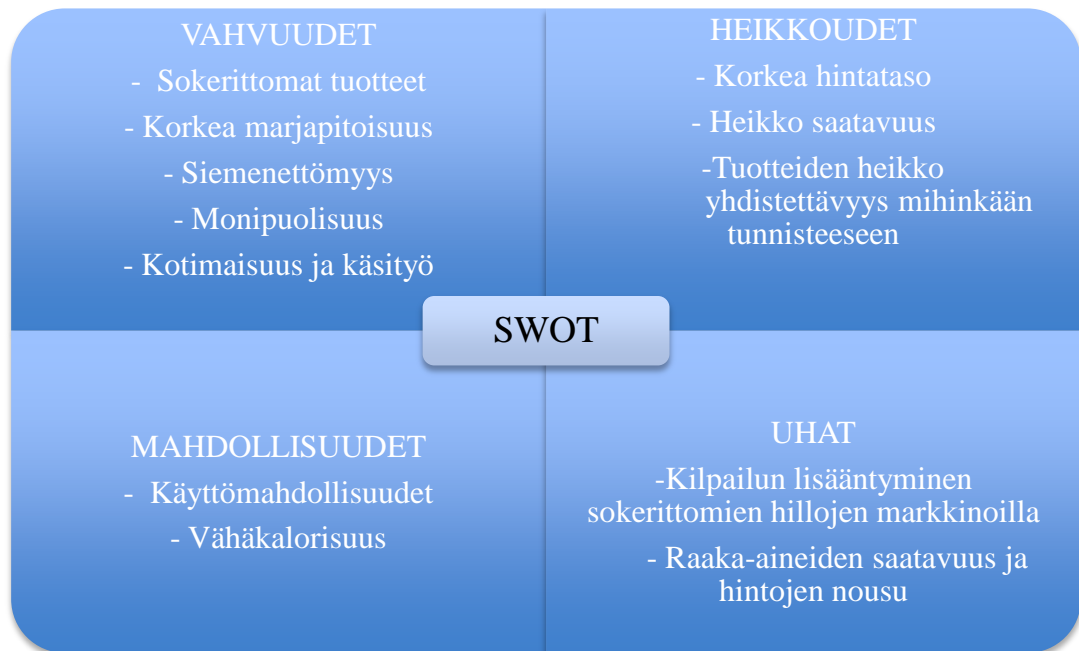 VAHVUUDET
- Sokerittomat tuotteet
- Korkea marjapitoisuus
- Siemenettömyys
- Monipuolisuus
- Kotimaisuus ja käsityö
HEIKKOUDET
- Korkea hintataso
- Heikko saatavuus
-Tuotteiden heikko
yhdistettävyys mihinkään
tunnisteeseen
SWOT
MAHDOLLISUUDET
- Käyttömahdollisuudet
- Vähäkalorisuus
UHAT
-Kilpailun lisääntyminen
sokerittomien hillojen markkinoilla
- Raaka-aineiden saatavuus ja
hintojen nousu